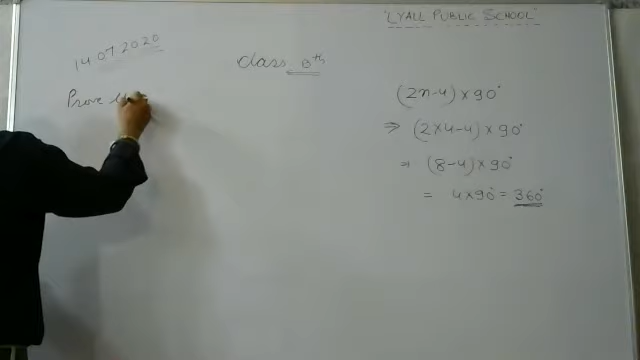 'LYALL PUBLIC SCHOOL'
14.07.2020
Class 8th
Prove
(2n-4)×90°
⇒ (2×4-4)×90°
→ (8-4)×90°
= 4×90° = 360°